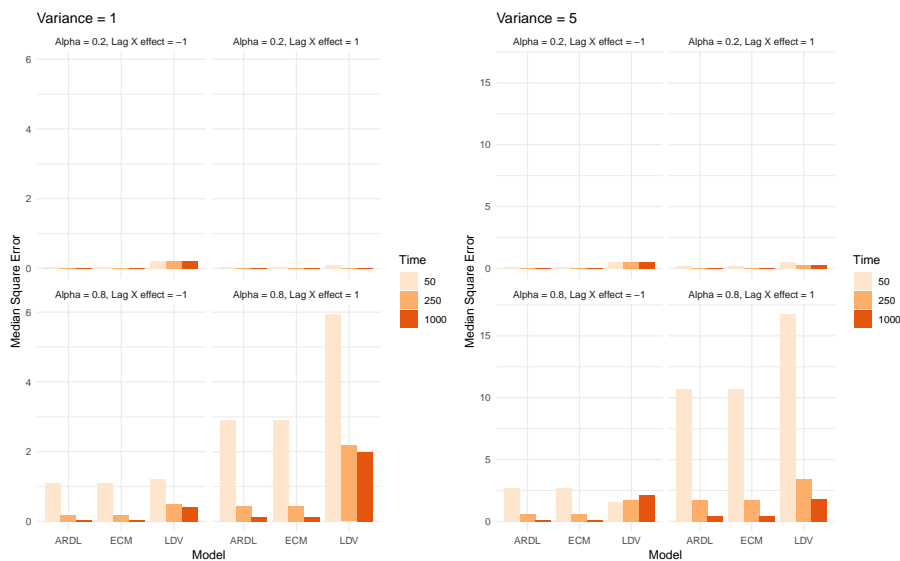 Variance = 1
Alpha = 0.2, Lag X effect = −1
Alpha = 0.2, Lag X effect = 1
6
4
2
0
Alpha = 0.8, Lag X effect = −1
Alpha = 0.8, Lag X effect = 1
6
4
2
0
ARDL ECM LDV
ARDL ECM LDV
Model
Median Square Error
Time
50
250
1000
Variance = 5
Alpha = 0.2, Lag X effect = −1
Alpha = 0.2, Lag X effect = 1
15
10
5
0
Alpha = 0.8, Lag X effect = −1
Alpha = 0.8, Lag X effect = 1
15
10
5
0
ARDL ECM LDV
ARDL ECM LDV
Model
Median Square Error
Time
50
250
1000